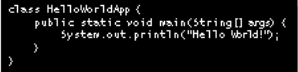 class HelloWorldApp {
    public static void main(String[] args) {
        System.out.println("Hello World!");
    }
}